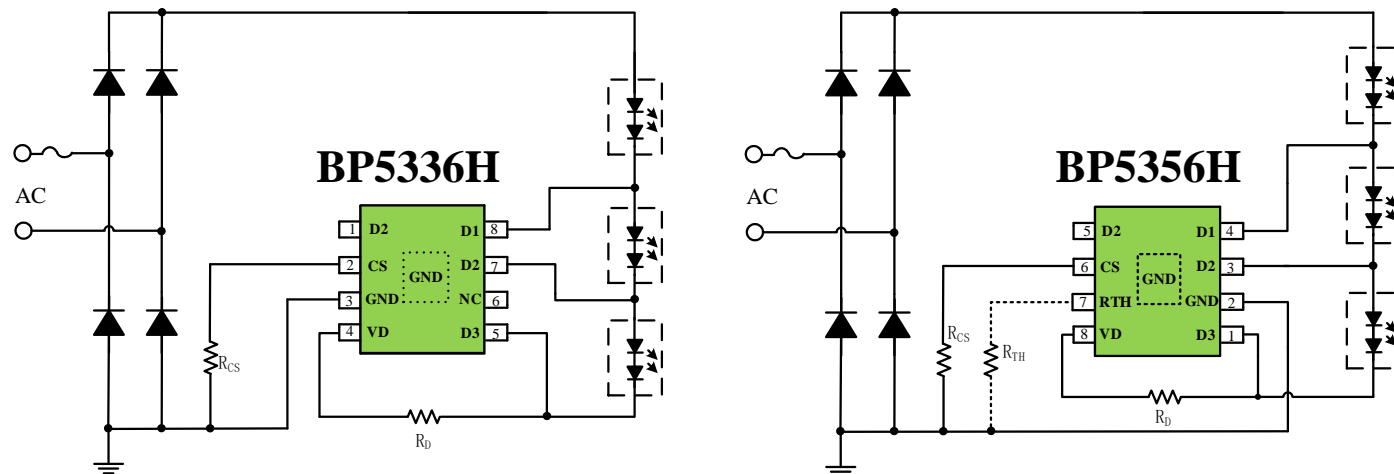 BP5336H
AC
1 D2
D1 8
2 CS
D2 7
GND
3 GND
NC 6
4 VD
D3 5
RCS
RD
BP5356H
AC
5 D2
D1 4
6 CS
D2 3
GND
7 RTH
GND 2
8 VD
D3 1
RCS
RTH
RD